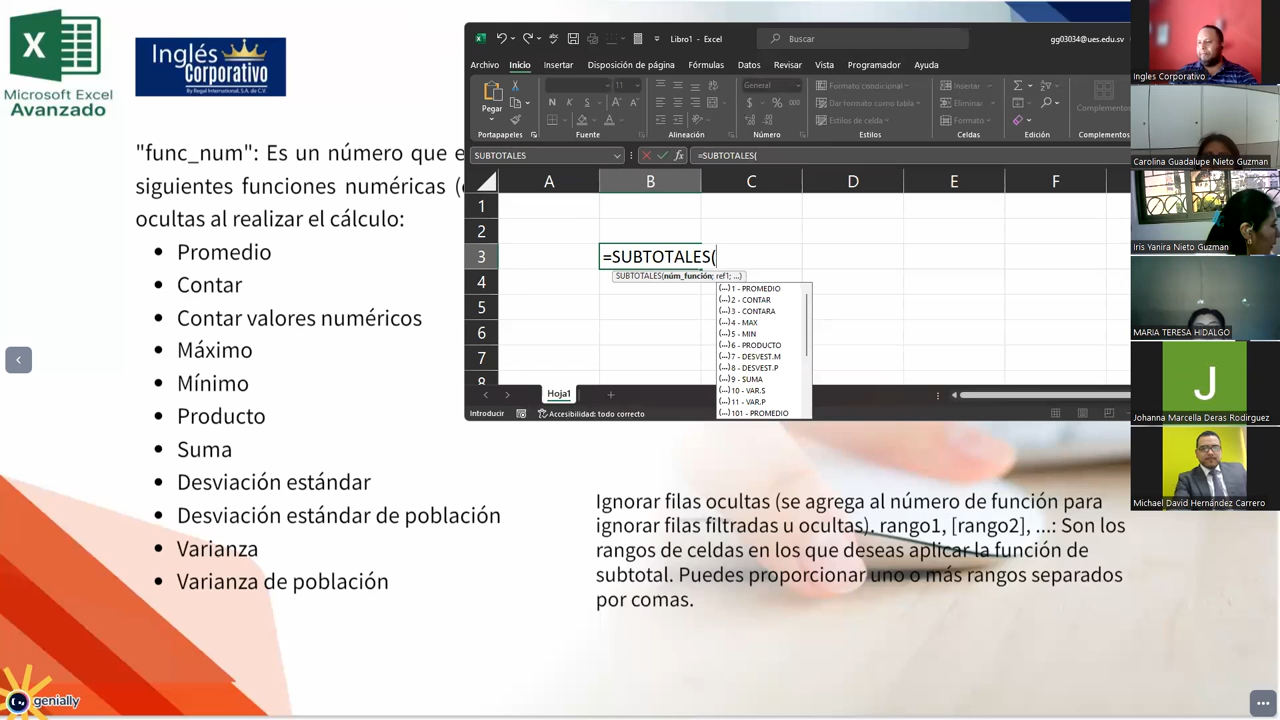 Microsoft Excel
Avanzado
Inglés
Corporativo
By Regal International, S.A. de C.V.
"func_num": Es un número que e
siguientes funciones numéricas (
ocultas al realizar el cálculo:
• Promedio
• Contar
• Contar valores numéricos
• Máximo
• Mínimo
• Producto
• Suma
• Desviación estándar
• Desviación estándar de población
• Varianza
• Varianza de población
Libro1 - Excel
Buscar
gg03034@ues.edu.sv
Archivo Inicio Insertar Disposición de página Fórmulas Datos Revi Vista Programador Ayuda
Pegar
General
Formato condicional
Dar formato como tabla
Estilos de celda
Insertar
Eliminar
Formato
Complementos
Portapapeles Fuente Alineación Número Estilos Celdas Edición Complementos
SUBTOTALES
fx =SUBTOTALES(
A B C D E F
1
2
3 =SUBTOTALES(
SUBTOTALES(núm_función; ref1; ...)
4
5
6
7
8
(...) 1 - PROMEDIO
(...) 2 - CONTAR
(...) 3 - CONTARA
(...) 4 - MAX
(...) 5 - MIN
(...) 6 - PRODUCTO
(...) 7 - DESVEST.M
(...) 8 - DESVEST.P
(...) 9 - SUMA
(...) 10 - VAR.S
(...) 11 - VAR.P
(...) 101 - PROMEDIO
Hoja1
Introducir Accesibilidad: todo correcto
Ignorar filas ocultas (se agrega al número de función para
ignorar filas filtradas u ocultas). rango1, [rango2], ...: Son los
rangos de celdas en los que deseas aplicar la función de
subtotal. Puedes proporcionar uno o más rangos separados
por comas.
genially
Ingles Corporativo
Carolina Guadalupe Nieto Guzman
Iris Yanira Nieto Guzman
MARIA TERESA HIDALGO
J
Johanna Marcella Deras Rodirguez
Michael David Hernández Carrero